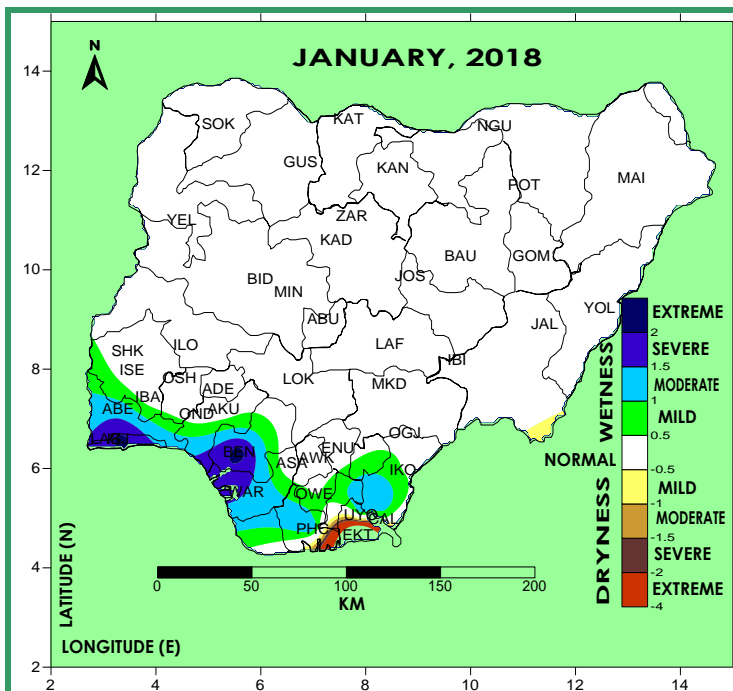 JANUARY, 2018
N
14
SOK
KAT
NGU
GUS
KAN
12
POT
MAI
ZAR
YEL
KAD
BAU
GOM
10
BID
JOS
MIN
YOL
ABU
JAL
EXTREME
2
ILO
LAF
SHK
IBI
SEVERE
8
ISE
1.5
OSH
LOK
MKD
ADE
MODERATE
IBA
1
ABE
OND
AKU
MILD
OGJ
0.5
BEN
ENU
WETNESS
ASA
AWK
NORMAL
6
IKO
-0.5
WAR
OWE
MILD
-1
UYO
CAL
PHC
EKT
MODERATE
-1.5
DRYNESS
SEVERE
-2
4
0
50
100
150
200
KM
EXTREME
-4
LATITUDE (N)
LONGITUDE (E)
2
2
4
6
8
10
12
14